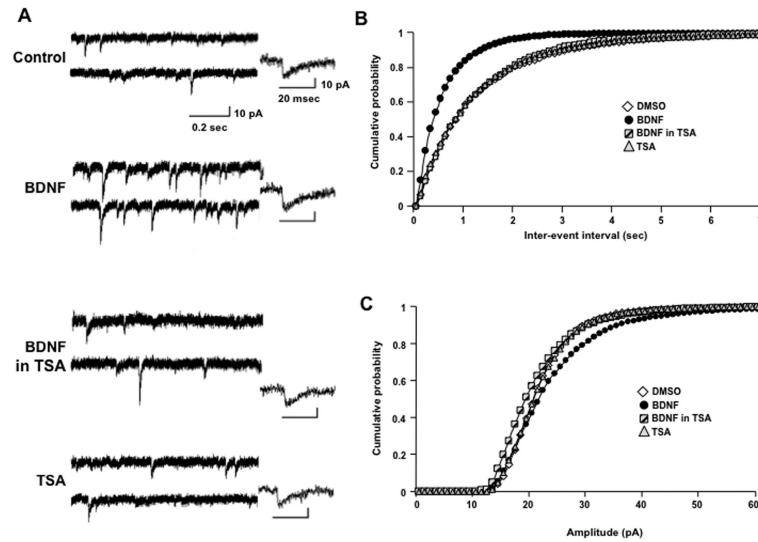 A
Control
10 pA
20 msec
10 pA
0.2 sec
BDNF
BDNF
in TSA
TSA
B
Cumulative probability
1
0.8
0.6
0.4
0.2
0
DMSO
BDNF
BDNF in TSA
TSA
0 1 2 3 4 5 6 7
Inter-event interval (sec)
C
Cumulative probability
1
0.8
0.6
0.4
0.2
0
DMSO
BDNF
BDNF in TSA
TSA
0 10 20 30 40 50 60
Amplitude (pA)